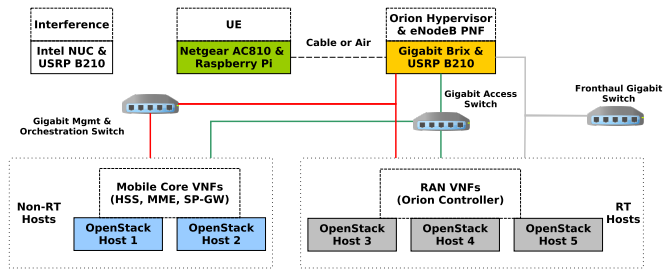 Interference
Intel NUC &
USRP B210
UE
Netgear AC810 &
Raspberry Pi
Cable or Air
Orion Hypervisor
& eNodeB PNF
Gigabit Brix &
USRP B210
Gigabit Mgmt &
Orchestration Switch
Gigabit Access
Switch
Fronthaul Gigabit
Switch
Non-RT
Hosts
Mobile Core VNFs
(HSS, MME, SP-GW)
OpenStack
Host 1
OpenStack
Host 2
RAN VNFs
(Orion Controller)
OpenStack
Host 3
OpenStack
Host 4
OpenStack
Host 5
RT
Hosts